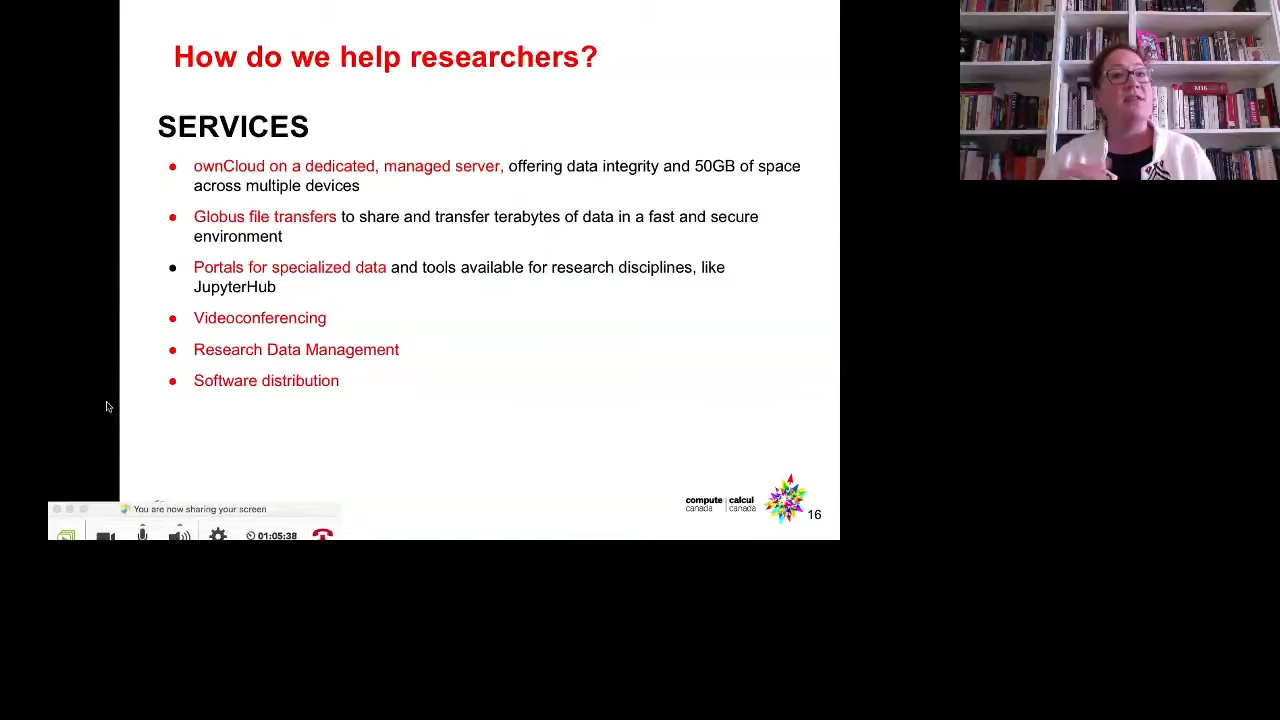 How do we help researchers?
SERVICES
● ownCloud on a dedicated, managed server, offering data integrity and 50GB of space
across multiple devices
● Globus file transfers to share and transfer terabytes of data in a fast and secure
environment
● Portals for specialized data and tools available for research disciplines, like
JupyterHub
● Videoconferencing
● Research Data Management
● Software distribution
compute | calcul
canada | canada
16
You are now sharing your screen
01:05:38
M16